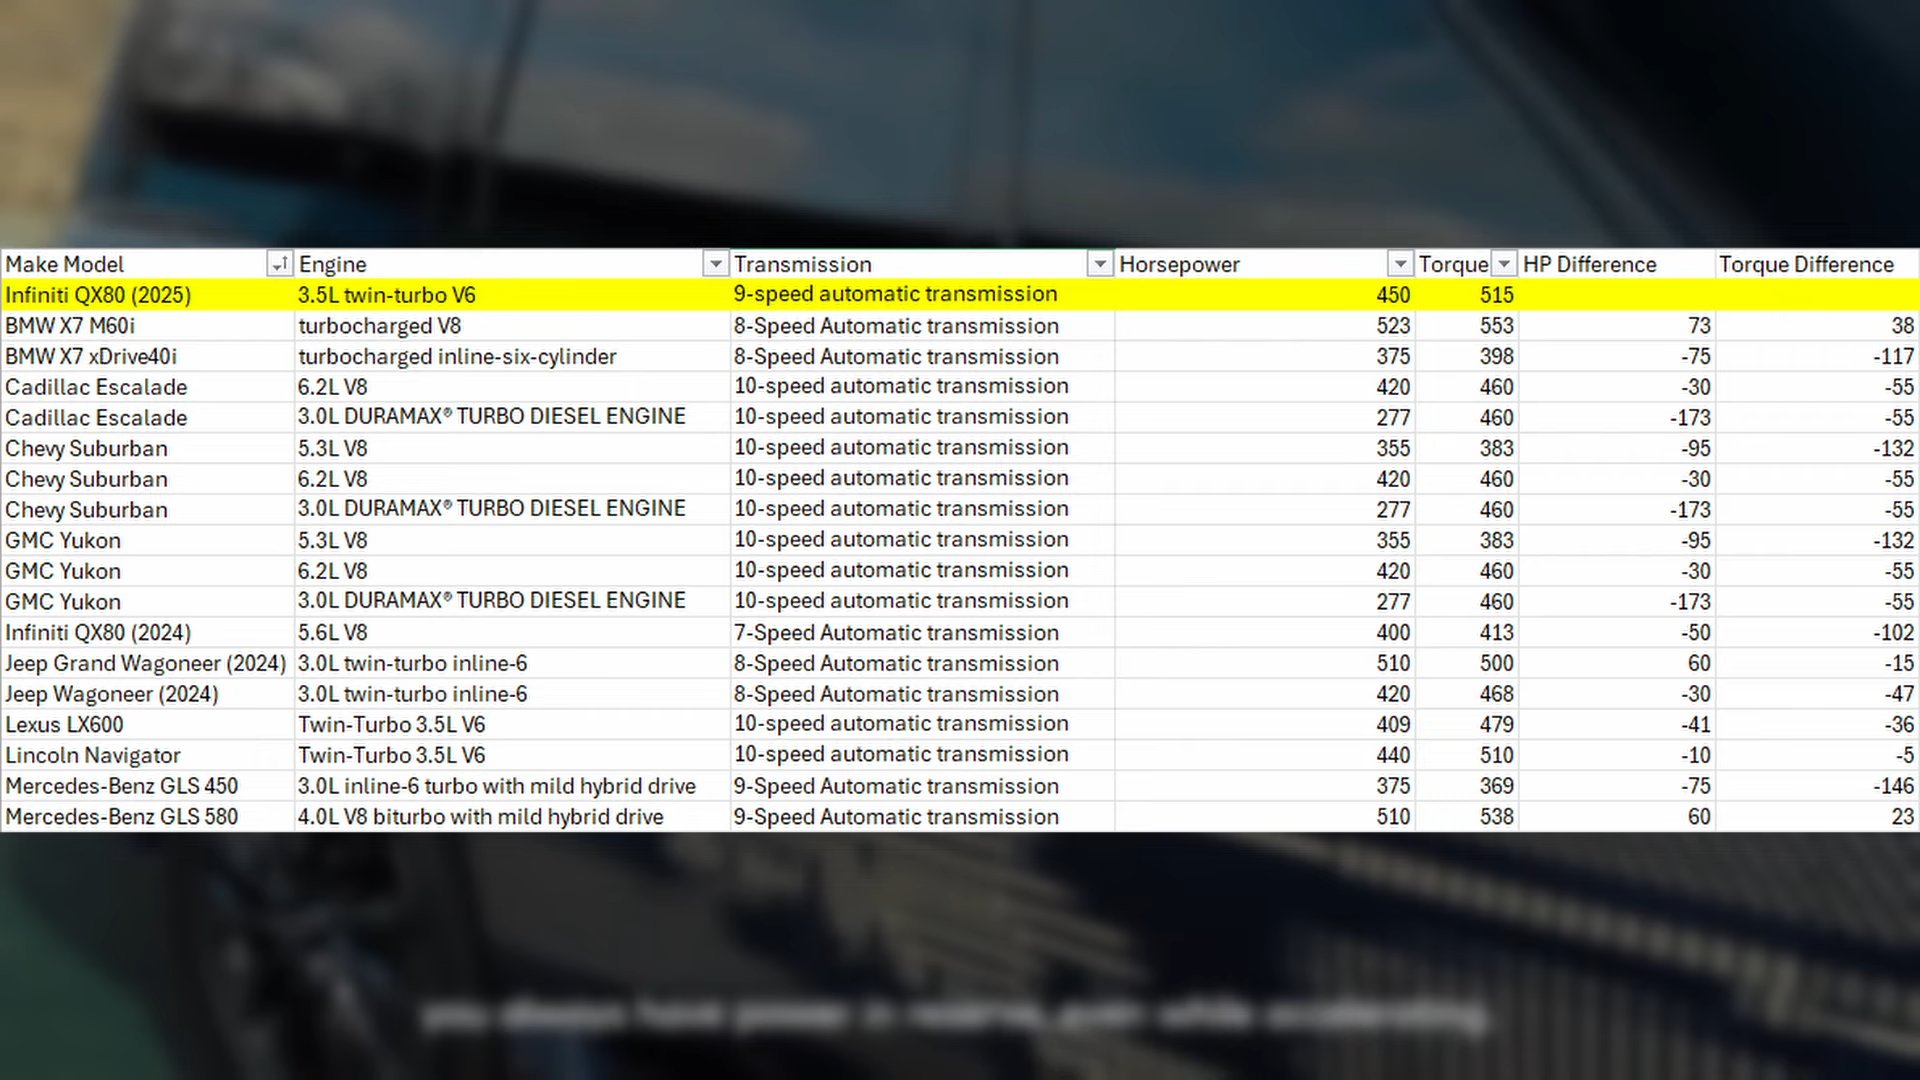 Make Model Engine Transmission Horsepower Torque HP Difference Torque Difference
Infiniti QX80 (2025) 3.5L twin-turbo V6 9-speed automatic transmission 450 515
BMW X7 M60i turbocharged V8 8-Speed Automatic transmission 523 553 73 38
BMW X7 xDrive40i turbocharged inline-six-cylinder 8-Speed Automatic transmission 375 398 -75 -117
Cadillac Escalade 6.2L V8 10-speed automatic transmission 420 460 -30 -55
Cadillac Escalade 3.0L DURAMAX® TURBO DIESEL ENGINE 10-speed automatic transmission 277 460 -173 -55
Chevy Suburban 5.3L V8 10-speed automatic transmission 355 383 -95 -132
Chevy Suburban 6.2L V8 10-speed automatic transmission 420 460 -30 -55
Chevy Suburban 3.0L DURAMAX® TURBO DIESEL ENGINE 10-speed automatic transmission 277 460 -173 -55
GMC Yukon 5.3L V8 10-speed automatic transmission 355 383 -95 -132
GMC Yukon 6.2L V8 10-speed automatic transmission 420 460 -30 -55
GMC Yukon 3.0L DURAMAX® TURBO DIESEL ENGINE 10-speed automatic transmission 277 460 -173 -55
Infiniti QX80 (2024) 5.6L V8 7-Speed Automatic transmission 400 413 -50 -102
Jeep Grand Wagoneer (2024) 3.0L twin-turbo inline-6 8-Speed Automatic transmission 510 500 60 -15
Jeep Wagoneer (2024) 3.0L twin-turbo inline-6 8-Speed Automatic transmission 420 468 -30 -47
Lexus LX600 Twin-Turbo 3.5L V6 10-speed automatic transmission 409 479 -41 -36
Lincoln Navigator Twin-Turbo 3.5L V6 10-speed automatic transmission 440 510 -10 -5
Mercedes-Benz GLS 450 3.0L inline-6 turbo with mild hybrid drive 9-Speed Automatic transmission 375 369 -75 -146
Mercedes-Benz GLS 580 4.0L V8 biturbo with mild hybrid drive 9-Speed Automatic transmission 510 538 60 23
you always have power in reserve, even while accelerating.